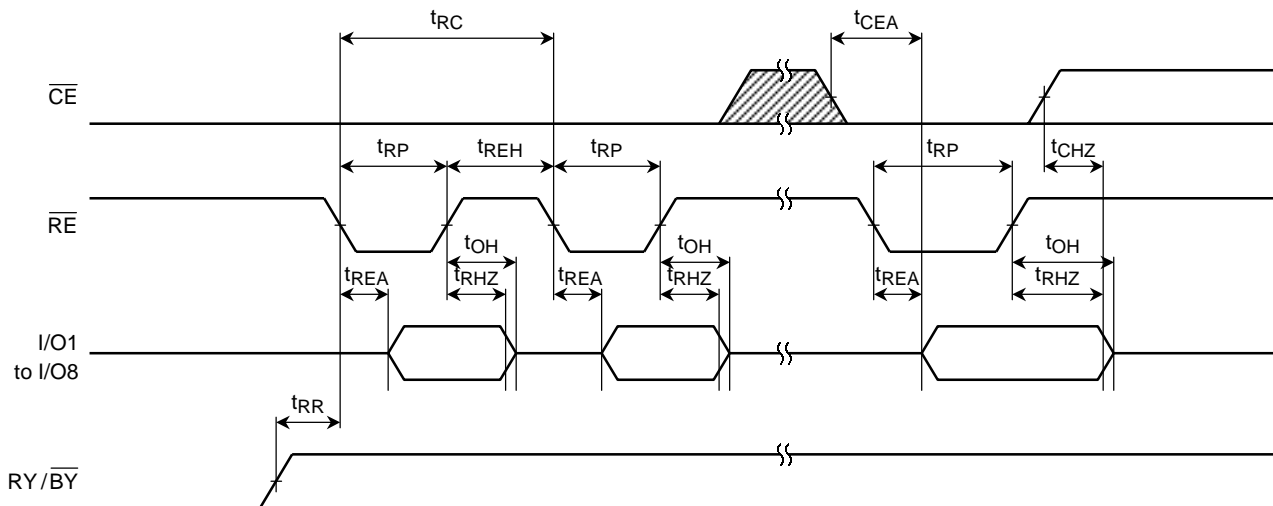 tRC
tCEA
CE
tRP tREH tRP tRP tCHZ
RE
tOH tOH tOH
tREA tRHZ tREA tRHZ tREA tRHZ
I/O1
to I/O8
tRR
RY/BY